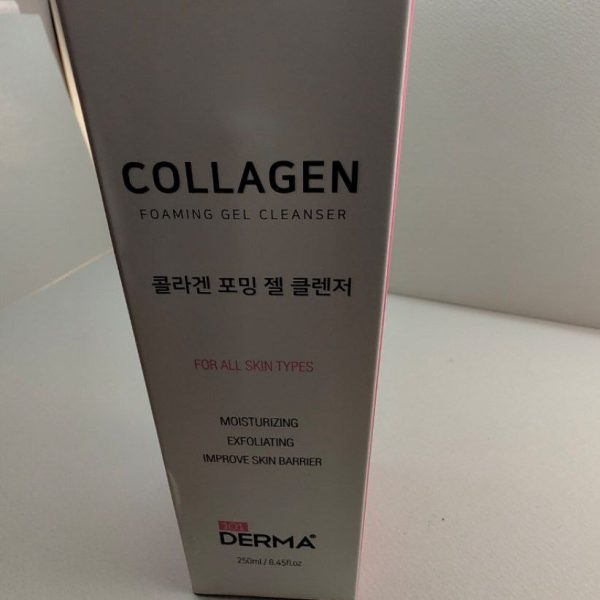 COLLAGEN
FOAMING GEL CLEANSER
콜라겐 포밍 젤 클렌저
FOR ALL SKIN TYPES
MOISTURIZING
EXFOLIATING
IMPROVE SKIN BARRIER
101
DERMA®
250ml / 8.45fl.oz